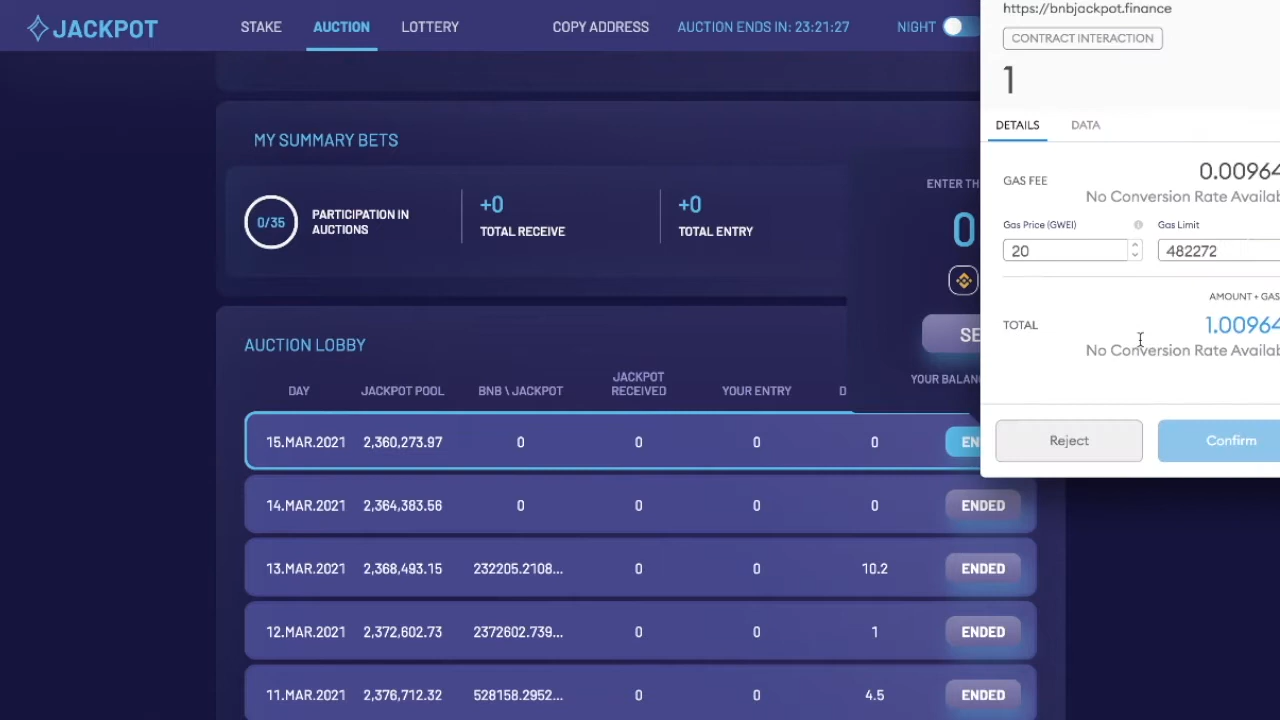 JACKPOT
STAKE
AUCTION
LOTTERY
COPY ADDRESS
AUCTION ENDS IN: 23:21:27
NIGHT
MY SUMMARY BETS
0/35
PARTICIPATION IN
AUCTIONS
+0
TOTAL RECEIVE
+0
TOTAL ENTRY
ENTER
0
YOUR
AUCTION LOBBY
DAY JACKPOT POOL BNB \ JACKPOT JACKPOT RECEIVED YOUR ENTRY
15.MAR.2021 2,360,273.97 0 0 0 0
14.MAR.2021 2,364,383.56 0 0 0 0 ENDED
13.MAR.2021 2,368,493.15 232205.2108... 0 0 10.2 ENDED
12.MAR.2021 2,372,602.73 2372602.739... 0 0 1 ENDED
11.MAR.2021 2,376,712.32 528158.2952... 0 0 4.5 ENDED
https://bnbjackpot.finance
CONTRACT INTERACTION
1
DETAILS DATA
GAS FEE 0.00964
No Conversion Rate
Gas Price (GWEI) Gas Limit
20 482272
AMOUNT + GAS
TOTAL 1.00964
No Conversion Rate
Reject Confirm